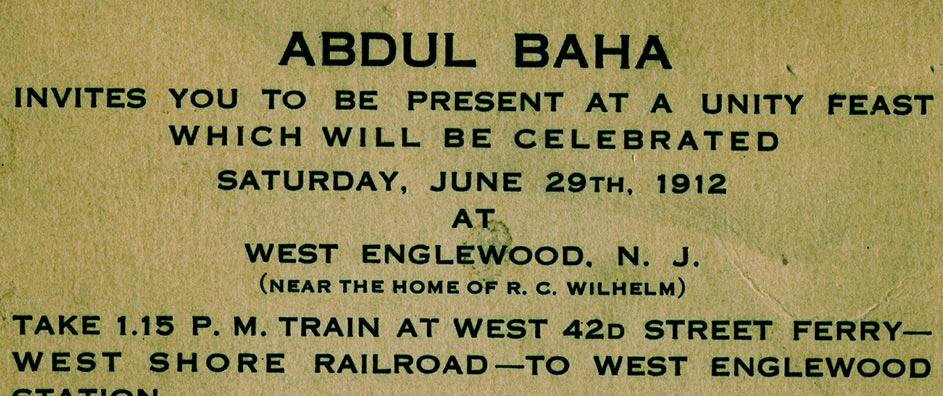 ABDUL BAHA
INVITES YOU TO BE PRESENT AT A UNITY FEAST
WHICH WILL BE CELEBRATED
SATURDAY, JUNE 29TH, 1912
AT
WEST ENGLEWOOD, N. J.
(NEAR THE HOME OF R. C. WILHELM)
TAKE 1.15 P. M. TRAIN AT WEST 42D STREET FERRY—
WEST SHORE RAILROAD—TO WEST ENGLEWOOD
STATION